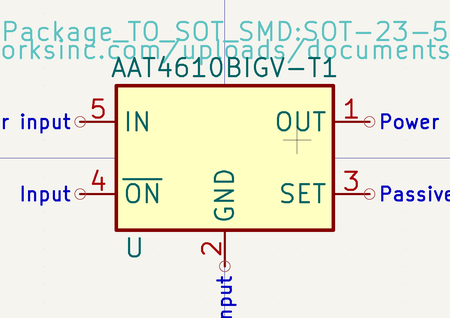 Package_TO_SOT_SMD:SOT-23-5
orksinc.com/uploads/documents
AAT4610BIGV-T1
r input 5 IN OUT 1 Power
Input 4 ON SET 3 Passive
GND
U
2
nput